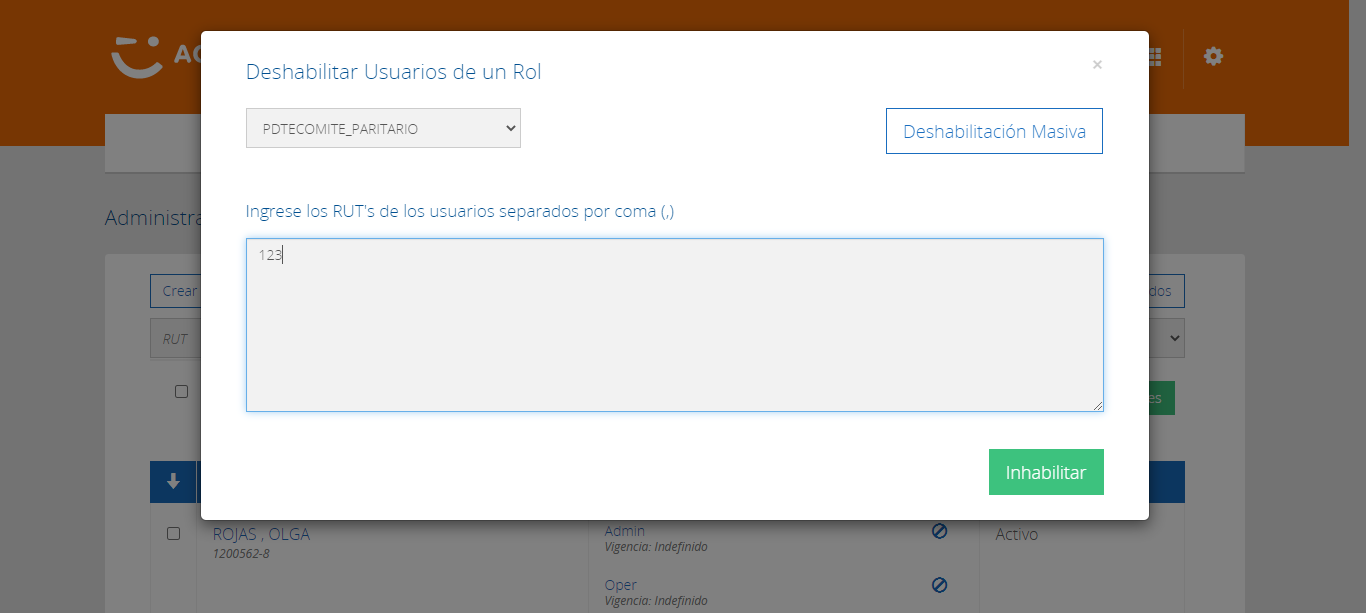 AC
Deshabilitar Usuarios de un Rol
×
PDTECOMITE_PARITARIO
Deshabilitación Masiva
Administra
Ingrese los RUT's de los usuarios separados por coma (,)
123
Crear
dos
RUT
es
Inhabilitar
ROJAS , OLGA
1200562-8
Admin
Vigencia: Indefinido
Activo
Oper
Vigencia: Indefinido